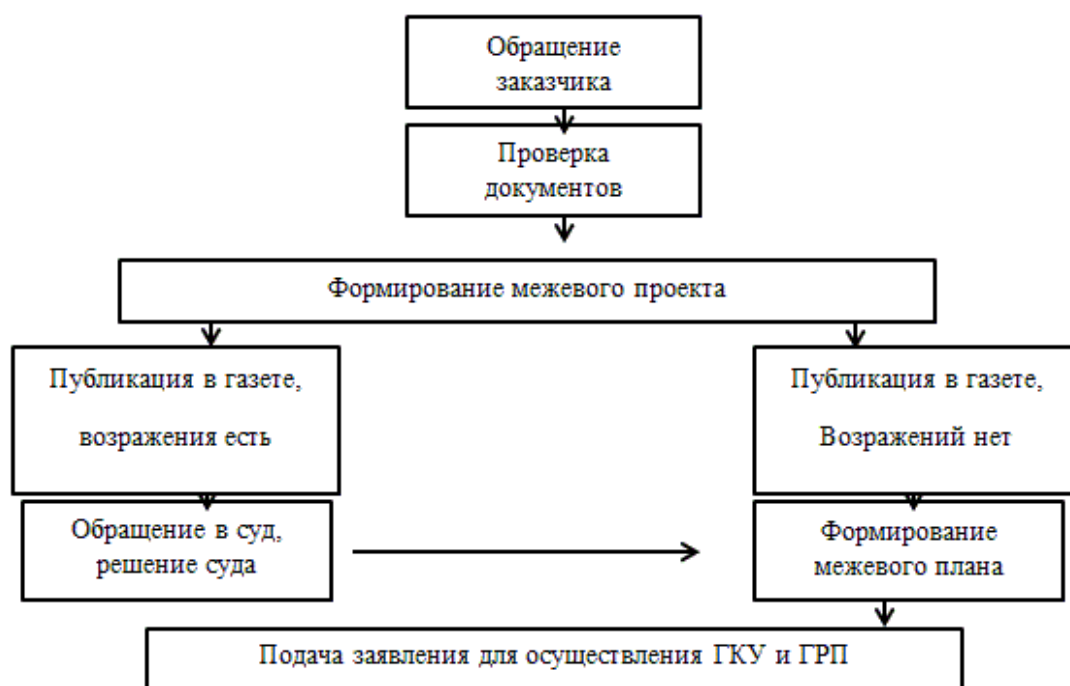 Обращение
заказчика
Проверка
документов
Формирование межевого проекта
Публикация в газете,
возражения есть
Публикация в газете,
Возражений нет
Обращение в суд,
решение суда
Формирование
межевого плана
Подача заявления для осуществления ГКУ и ГРП